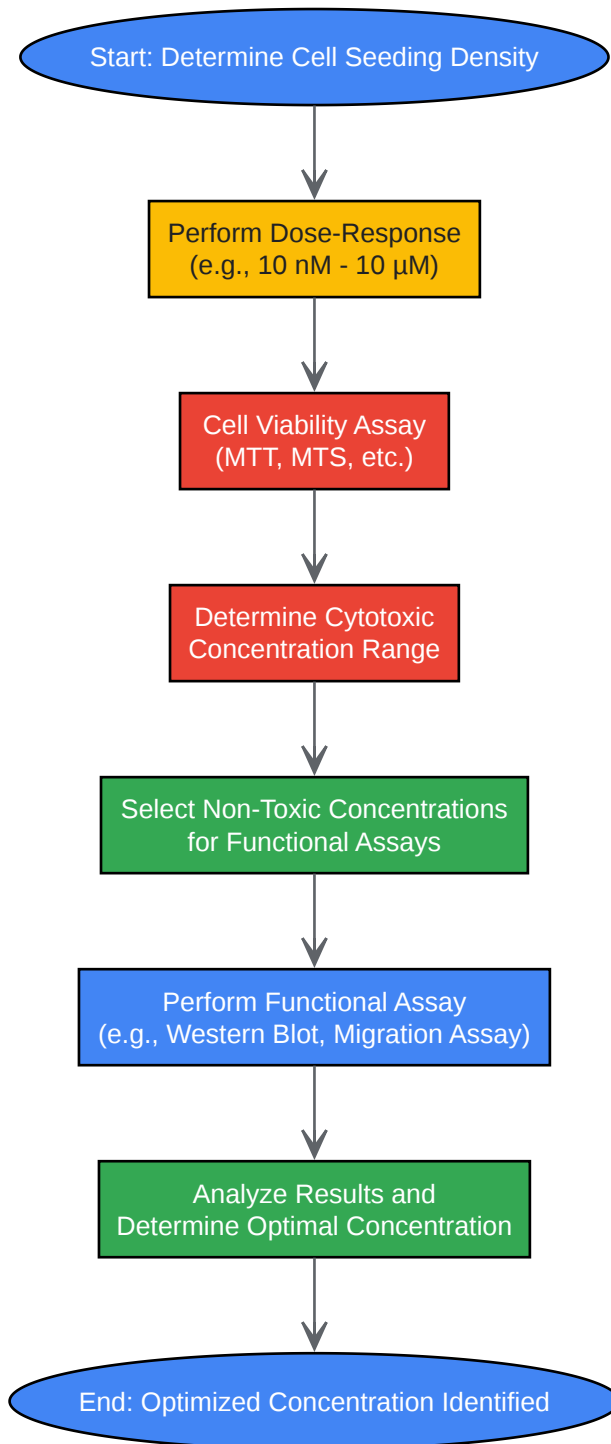 Start: Determine Cell Seeding Density
Perform Dose-Response
(e.g., 10 nM - 10 µM)
Cell Viability Assay
(MTT, MTS, etc.)
Determine Cytotoxic
Concentration Range
Select Non-Toxic Concentrations
for Functional Assays
Perform Functional Assay
(e.g., Western Blot, Migration Assay)
Analyze Results and
Determine Optimal Concentration
End: Optimized Concentration Identified